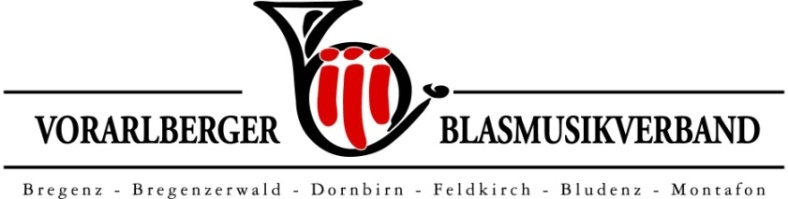 VORARLBERGER BLASMUSIKVERBAND
Bregenz - Bregenzerwald - Dornbirn - Feldkirch - Bludenz - Montafon